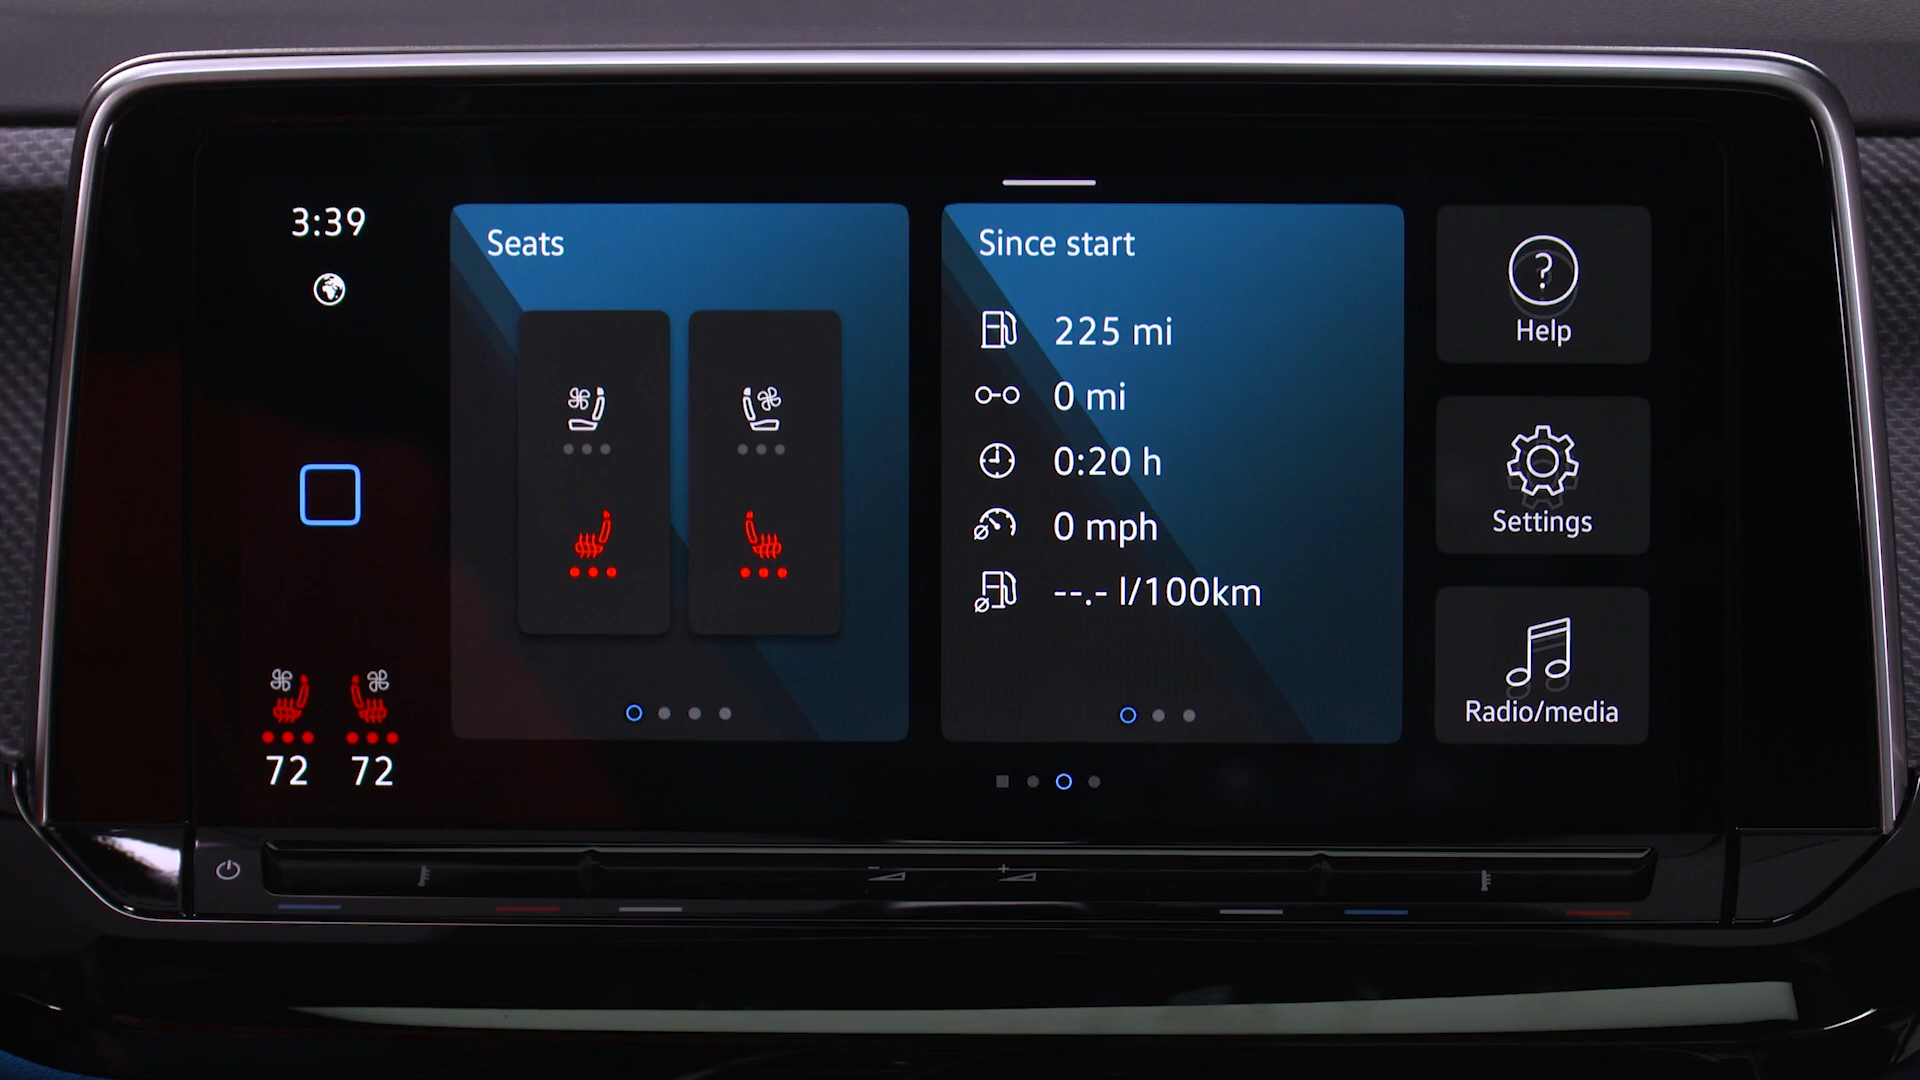 3:39
Seats
Since start
225 mi
0 mi
0:20 h
0 mph
--.- l/100km
Help
Settings
Radio/media
72 72